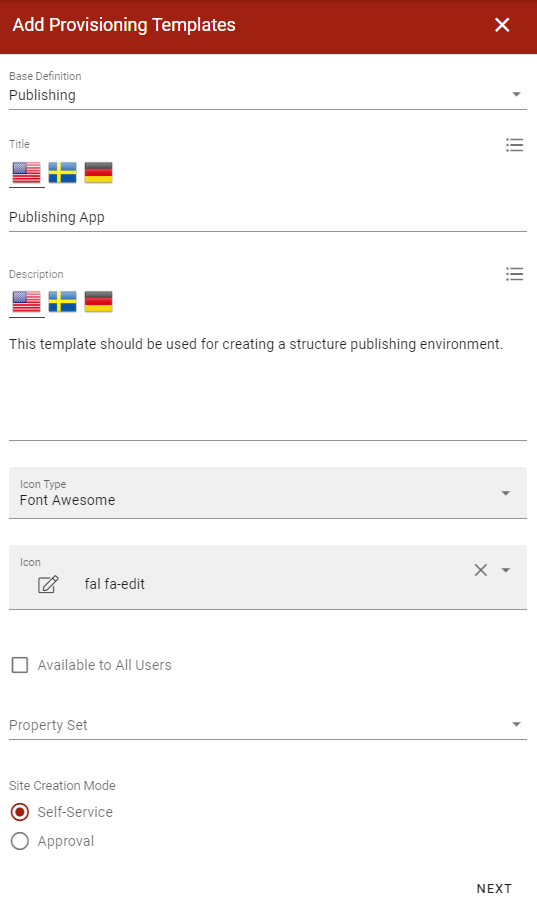 Add Provisioning Templates
Base Definition
Publishing
Title
Publishing App
Description
This template should be used for creating a structure publishing environment.
Icon Type
Font Awesome
Icon
fal fa-edit
Available to All Users
Property Set
Site Creation Mode
Self-Service
Approval
NEXT